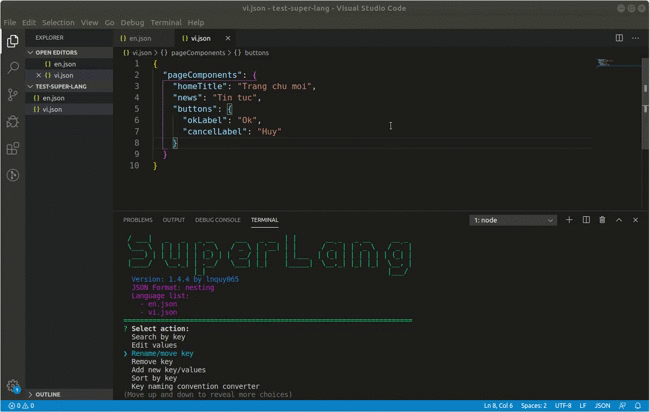 vi.json - test-super-lang - Visual Studio Code
File Edit Selection View Go Debug Terminal Help
EXPLORER
OPEN EDITORS
{} en.json
× {} vi.json
TEST-SUPER-LANG
{} en.json
{} vi.json
OUTLINE
{} en.json {} vi.json ×
{} vi.json > {} pageComponents > {} buttons
1 {
2 "pageComponents": {
3 "homeTitle": "Trang chu moi",
4 "news": "Tin tuc",
5 "buttons": {
6 "okLabel": "Ok",
7 "cancelLabel": "Huy"
8 }
9 }
10 }
PROBLEMS OUTPUT DEBUG CONSOLE TERMINAL 1: node
Super Lang
Version: 1.4.4 by lnquy065
JSON Format: nesting
Language list:
- en.json
- vi.json
? Select action:
Search by key
Edit values
❯ Rename/move key
Remove key
Add new key/values
Sort by key
Key naming convention converter
(Move up and down to reveal more choices)
1
0 0 Ln 8, Col 6 Spaces: 2 UTF-8 LF JSON